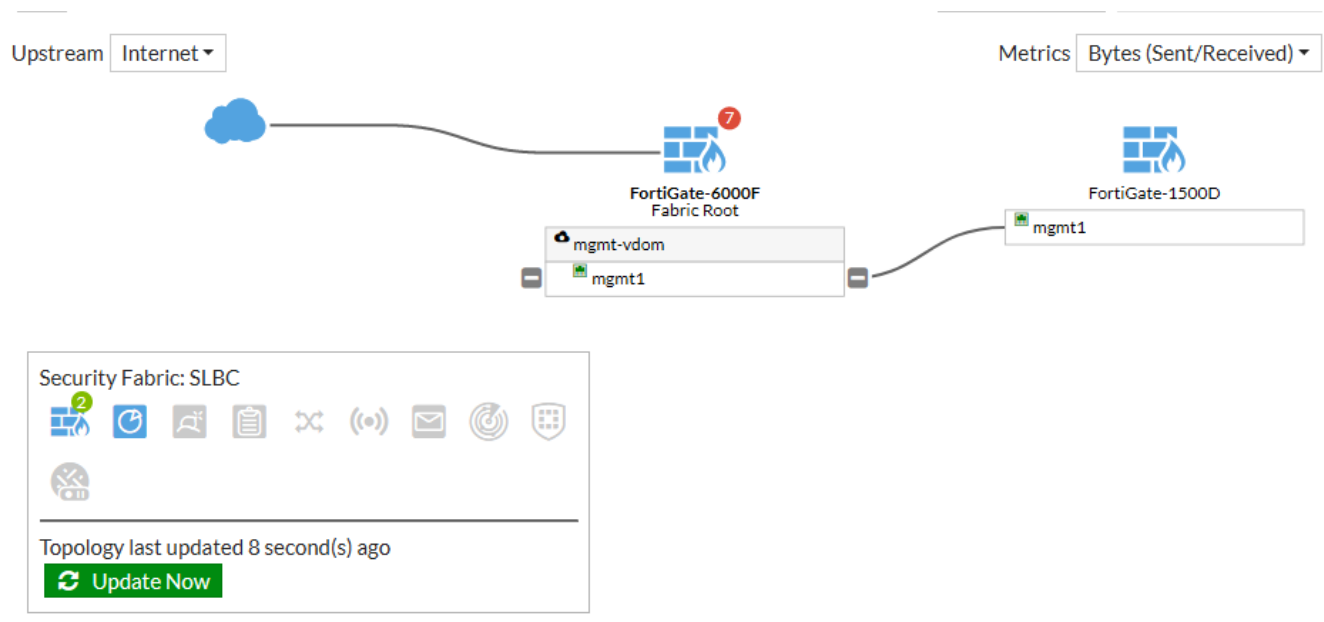 Upstream Internet
Metrics Bytes (Sent/Received)
7
FortiGate-6000F
Fabric Root
mgmt-vdom
mgmt1
FortiGate-1500D
mgmt1
Security Fabric: SLBC
2
Topology last updated 8 second(s) ago
Update Now